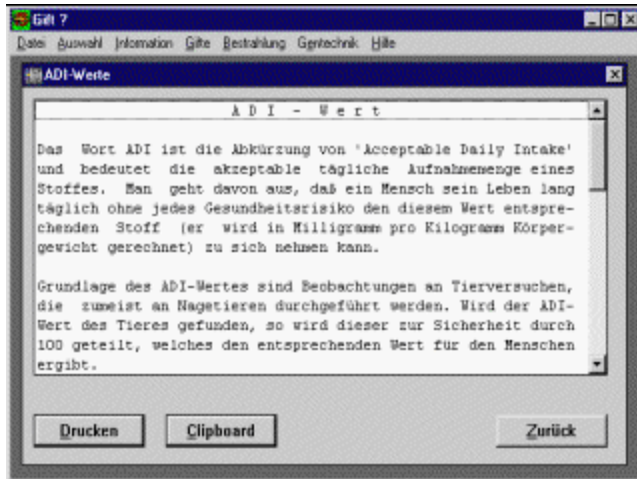 Gift ?
Datei Auswahl Information Gifte Bestrahlung Gentechnik Hilfe
ADI-Werte
A D I - W e r t
Das Wort ADI ist die Abkürzung von 'Acceptable Daily Intake'
und bedeutet die akzeptable tägliche Aufnahmemenge eines
Stoffes. Man geht davon aus, daß ein Mensch sein Leben lang
täglich ohne jedes Gesundheitsrisiko den diesem Wert entspre-
chenden Stoff (er wird in Milligramm pro Kilogramm Körper-
gewicht gerechnet) zu sich nehmen kann.
Grundlage des ADI-Wertes sind Beobachtungen an Tierversuchen,
die zumeist an Nagetieren durchgeführt werden. Wird der ADI-
Wert des Tieres gefunden, so wird dieser zur Sicherheit durch
100 geteilt, welches den entsprechenden Wert für den Menschen
ergibt.
Drucken Clipboard Zurück